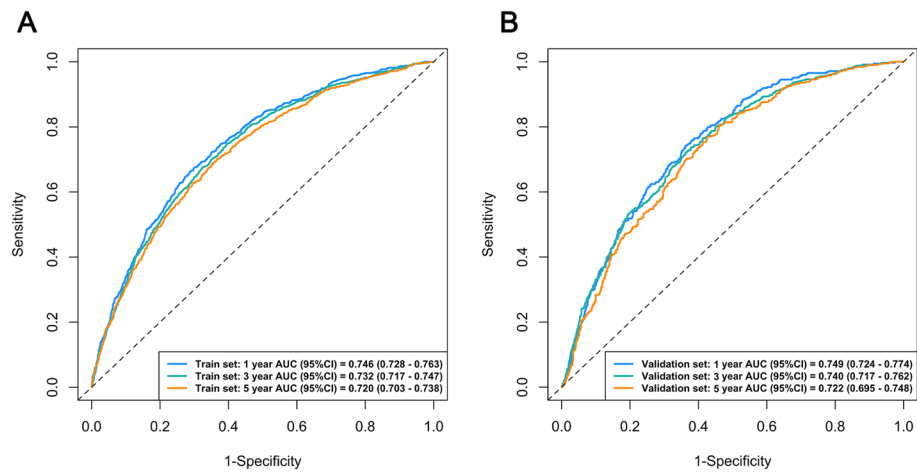 A
B
1.0
0.8
0.6
0.4
0.2
0.0
Sensitivity
Train set: 1 year AUC (95%CI) = 0.746 (0.728 - 0.763)
Train set: 3 year AUC (95%CI) = 0.732 (0.717 - 0.747)
Train set: 5 year AUC (95%CI) = 0.720 (0.703 - 0.738)
0.0 0.2 0.4 0.6 0.8 1.0
1-Specificity
1.0
0.8
0.6
0.4
0.2
0.0
Sensitivity
Validation set: 1 year AUC (95%CI) = 0.749 (0.724 - 0.774)
Validation set: 3 year AUC (95%CI) = 0.740 (0.717 - 0.762)
Validation set: 5 year AUC (95%CI) = 0.722 (0.695 - 0.748)
0.0 0.2 0.4 0.6 0.8 1.0
1-Specificity